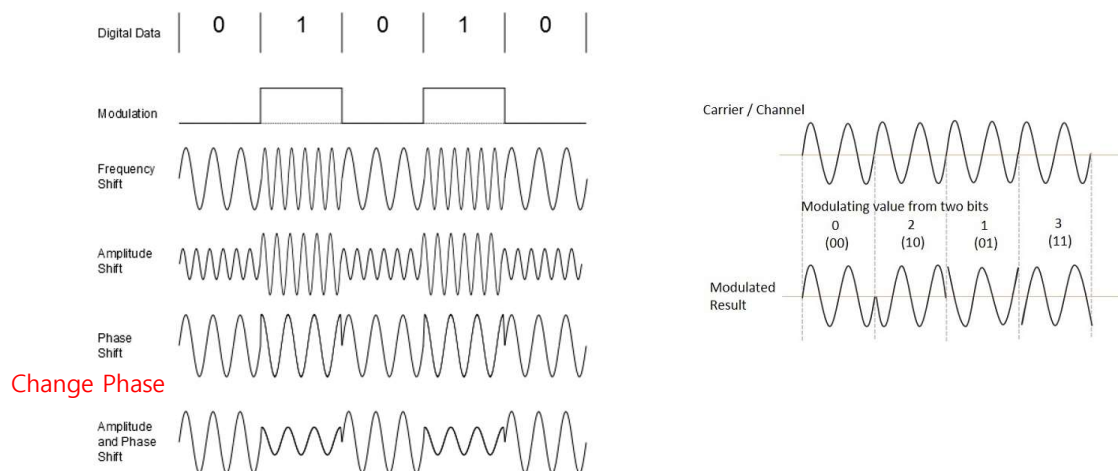 Digital Data 0 1 0 1 0
Modulation
Frequency
Shift
Amplitude
Shift
Phase
Shift
Change Phase
Amplitude
and Phase
Shift
Carrier / Channel
Modulating value from two bits
0 2 1 3
(00) (10) (01) (11)
Modulated
Result